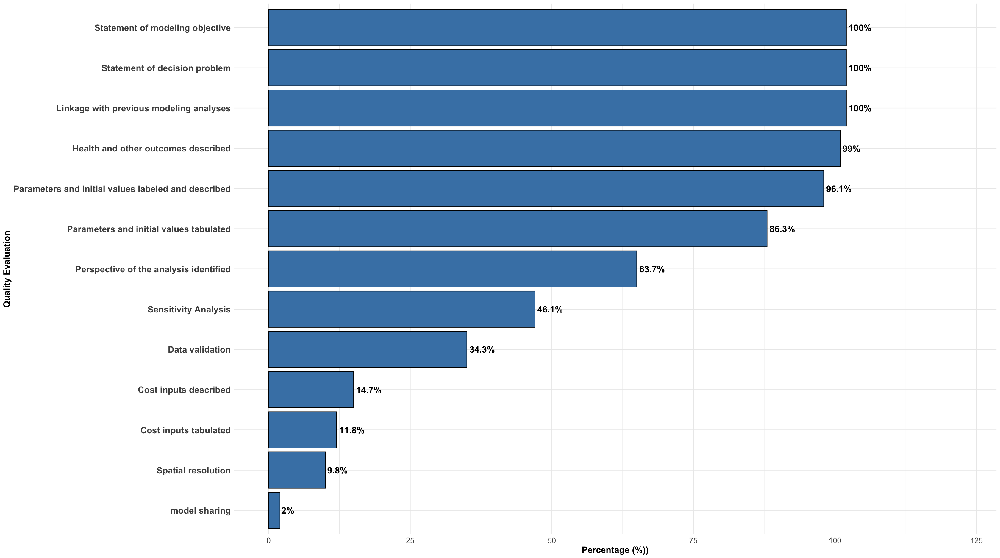 Statement of modeling objective 100%
Statement of decision problem 100%
Linkage with previous modeling analyses 100%
Health and other outcomes described 99%
Parameters and initial values labeled and described 96.1%
Parameters and initial values tabulated 86.3%
Perspective of the analysis identified 63.7%
Sensitivity Analysis 46.1%
Data validation 34.3%
Cost inputs described 14.7%
Cost inputs tabulated 11.8%
Spatial resolution 9.8%
model sharing 2%
Quality Evaluation
0 25 50 75 100 125
Percentage (%))